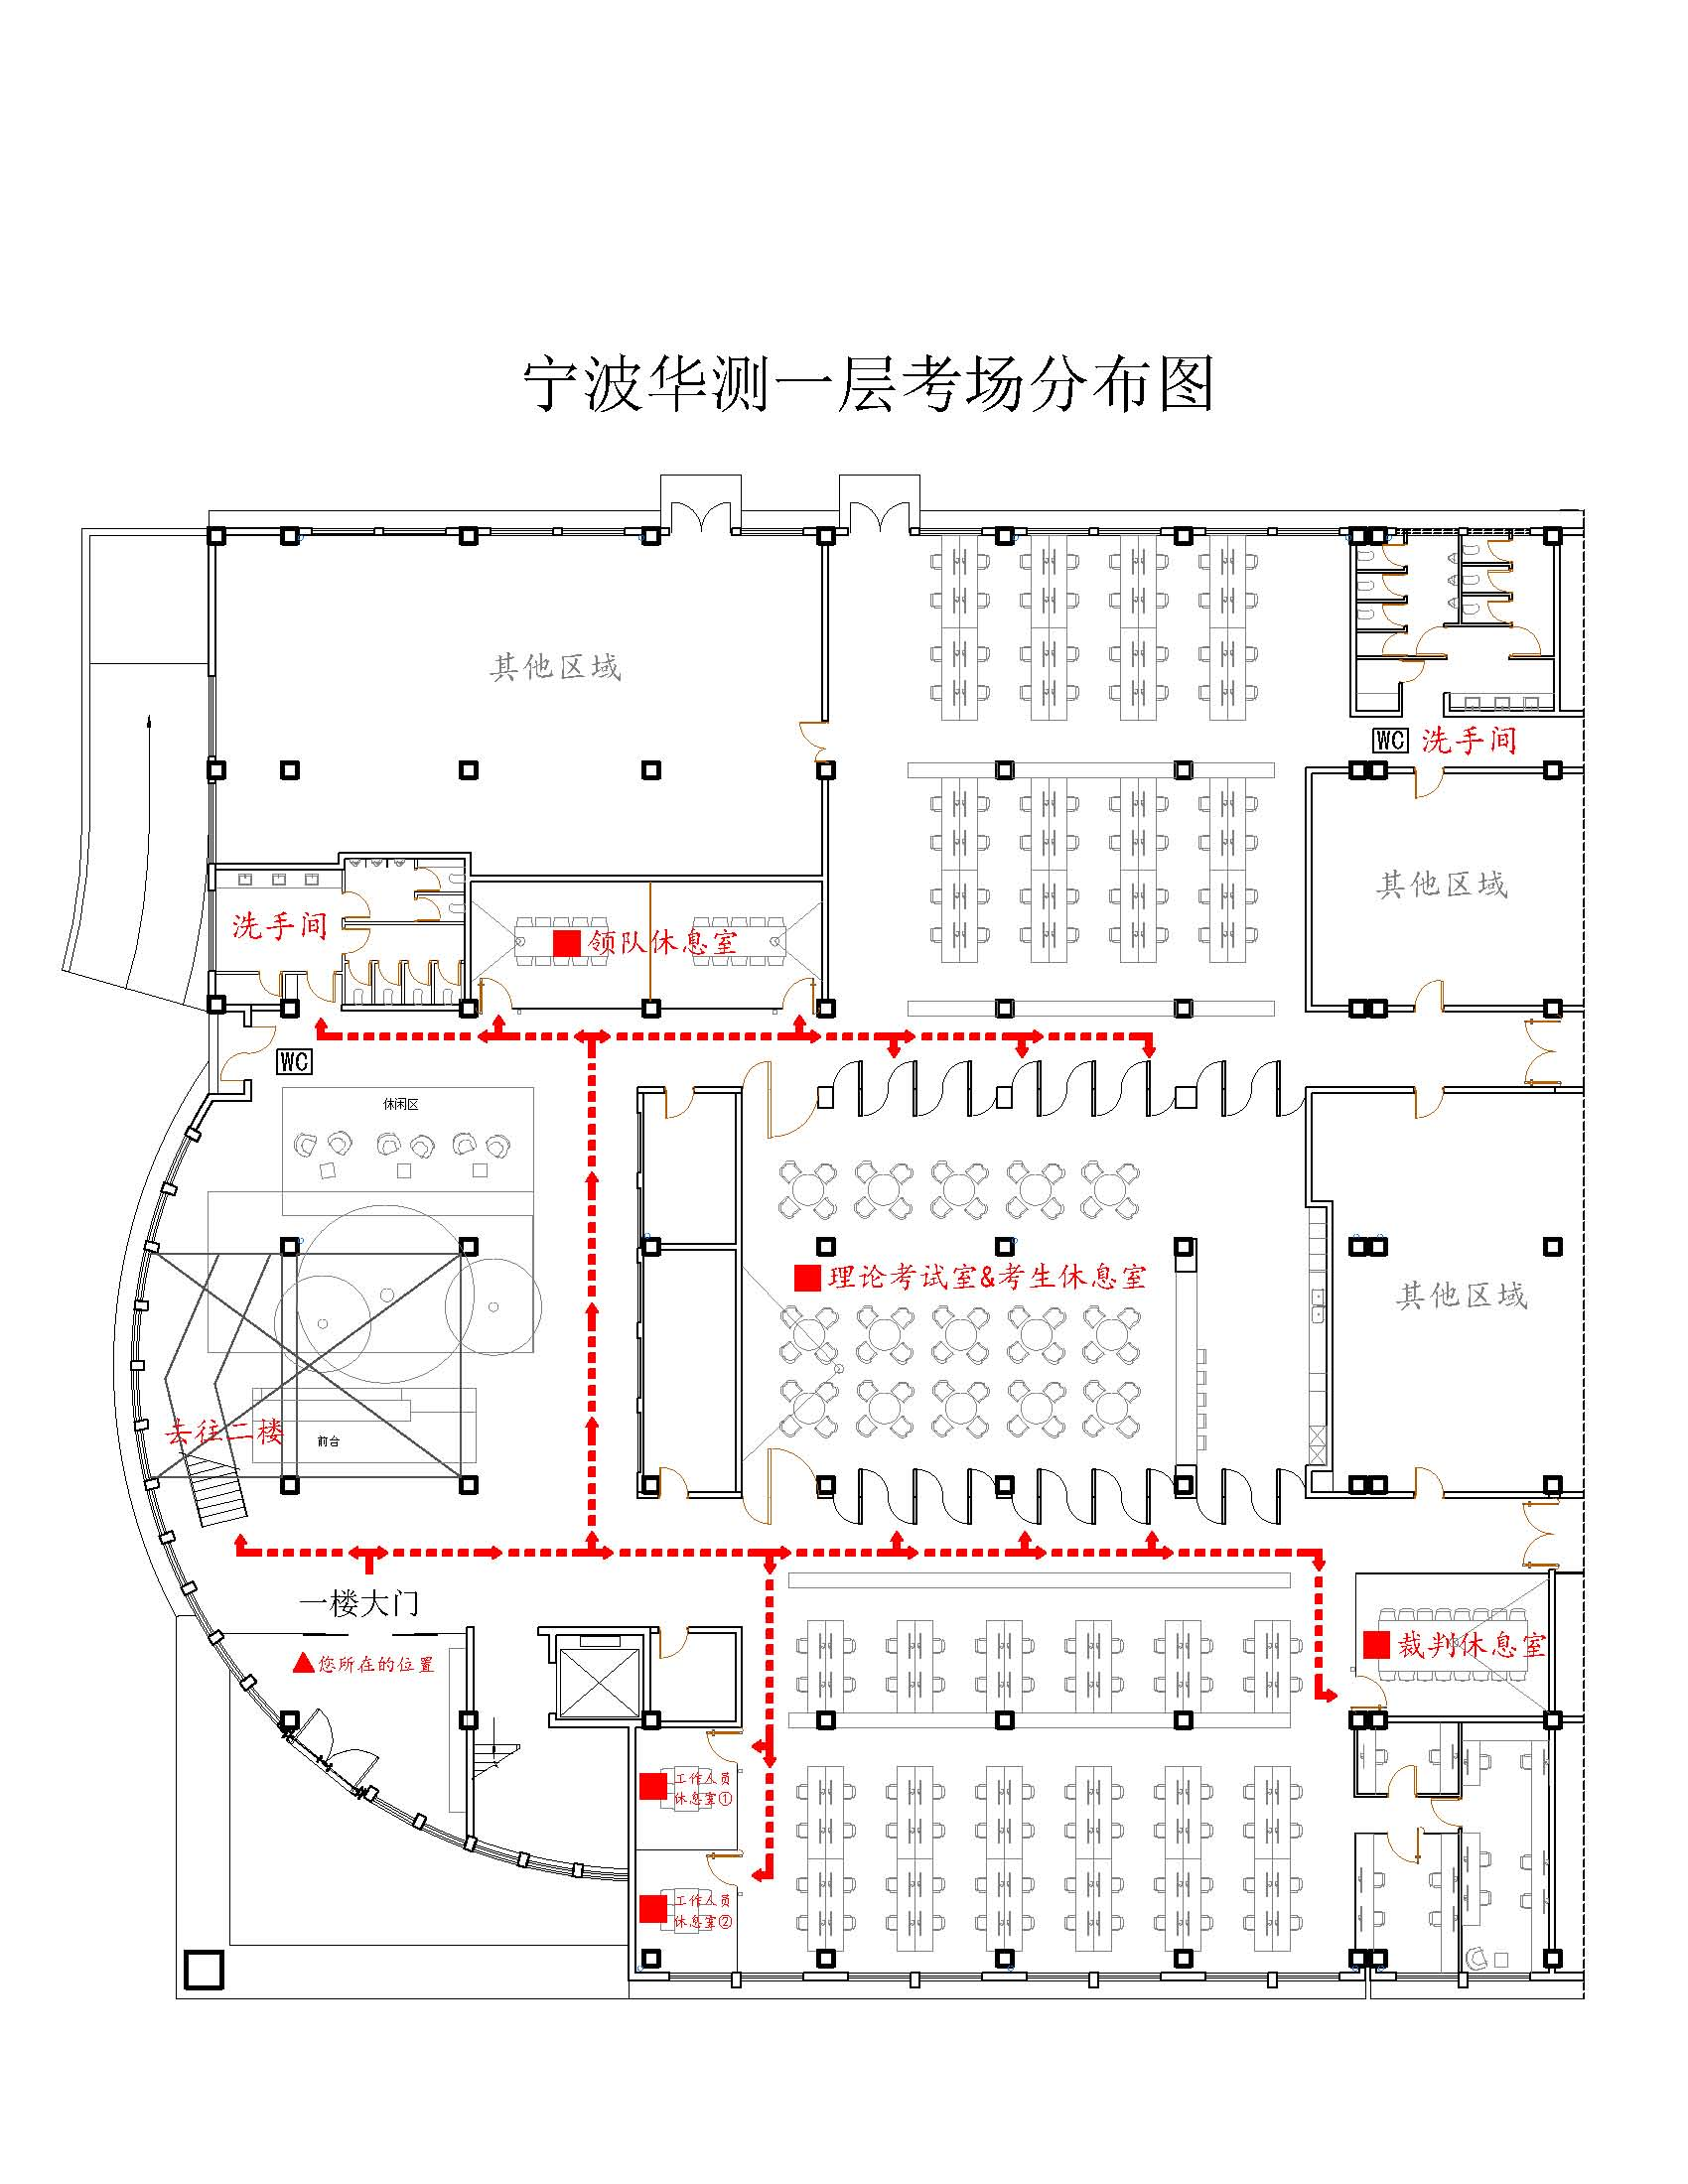 宁波华测一层考场分布图
其他区域
WC 洗手间
其他区域
洗手间
领队休息室
WC
休闲区
理论考试室&考生休息室
其他区域
去往二楼
前台
一楼大门
您所在的位置
裁判休息室
工作人员
休息室①
工作人员
休息室②